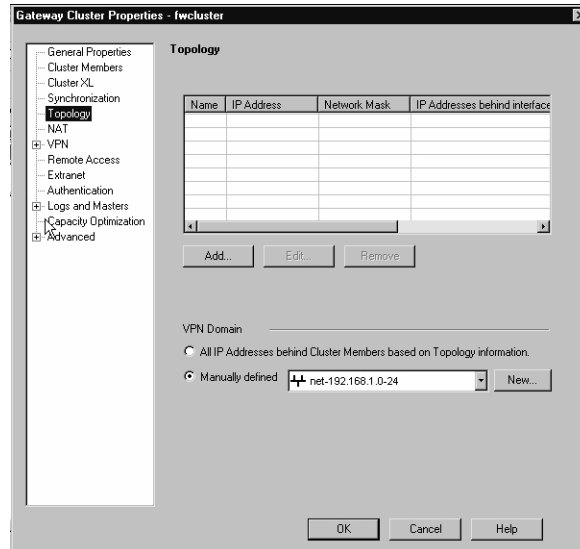 Gateway Cluster Properties - fwcluster
General Properties
Cluster Members
Cluster XL
Synchronization
Topology
NAT
VPN
Remote Access
Extranet
Authentication
Logs and Masters
Capacity Optimization
Advanced
Topology
Name IP Address Network Mask IP Addresses behind interface
Add... Edit... Remove
VPN Domain
All IP Addresses behind Cluster Members based on Topology information.
Manually defined net-192.168.1.0-24 New...
OK Cancel Help